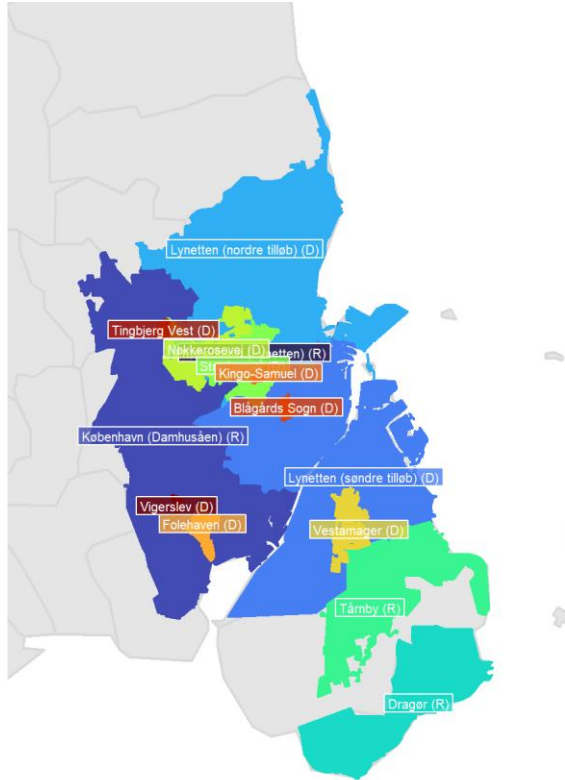 Lynetten (nordre tilløb) (D)
Tingbjerg Vest (D)
Nøkkerosevej (D)
netten) (R)
Kingo-Samuel (D)
Blågårds Sogn (D)
København (Damhusåen) (R)
Lynetten (søndre tilløb) (D)
Vigerslev (D)
Folehaven (D)
Vestamager (D)
Tårnby (R)
Dragør (R)